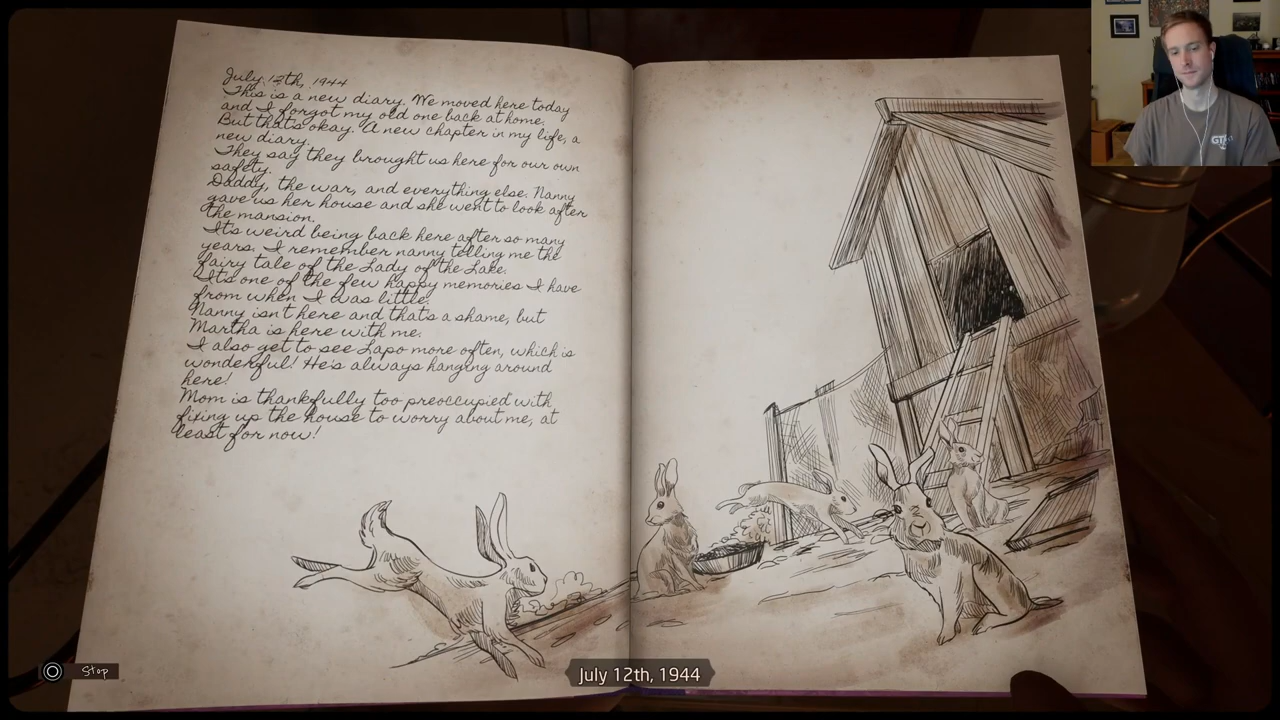 July 12th, 1944
This is a new diary. We moved here today
and I forgot my old one back at home.
But that's okay. A new chapter in my life, a
new diary.
They say they brought us here for our own
safety.
Daddy, the war, and everything else. Nanny
gave us her house and she went to look after
the mansion.
It's weird being back here after so many
years. I remember nanny telling me the
fairy tale of the Lady of the Lake.
It's one of the few happy memories I have
from when I was little.
Nanny isn't here and that's a shame, but
Martha is here with me.
I also get to see Lapo more often, which is
wonderful! He's always hanging around
here!
Mom is thankfully too preoccupied with
fixing up the house to worry about me, at
least for now!
Stop
July 12th, 1944